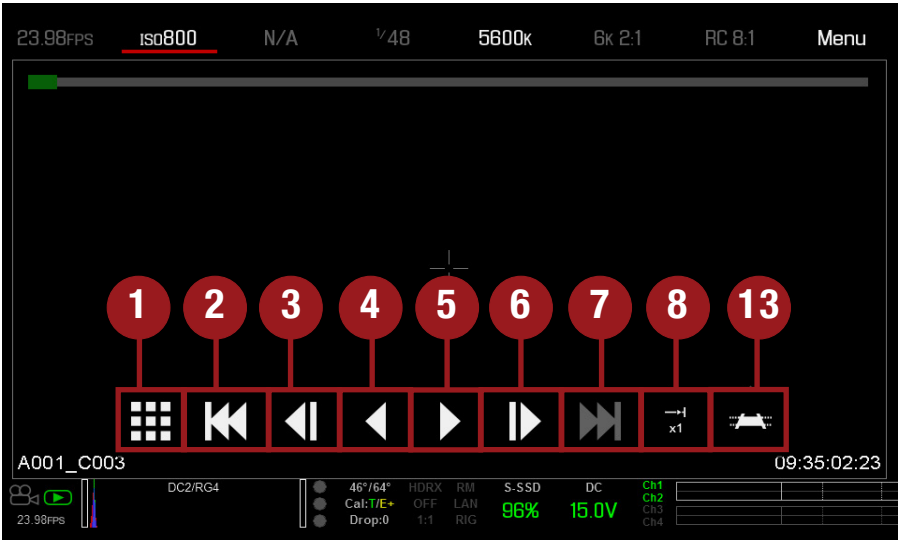 23.98FPS ISO800 N/A 1/48 5600K 6K 2:1 RC 8:1 Menu
1 2 3 4 5 6 7 8 13
x1
A001_C003 09:35:02:23
DC2/RG4 46°/64° HDRX RM S-SSD DC Ch1
Cal:T/E+ OFF LAN 96% 15.0V Ch2
Ch3
23.98FPS Drop:0 1:1 RIG Ch4